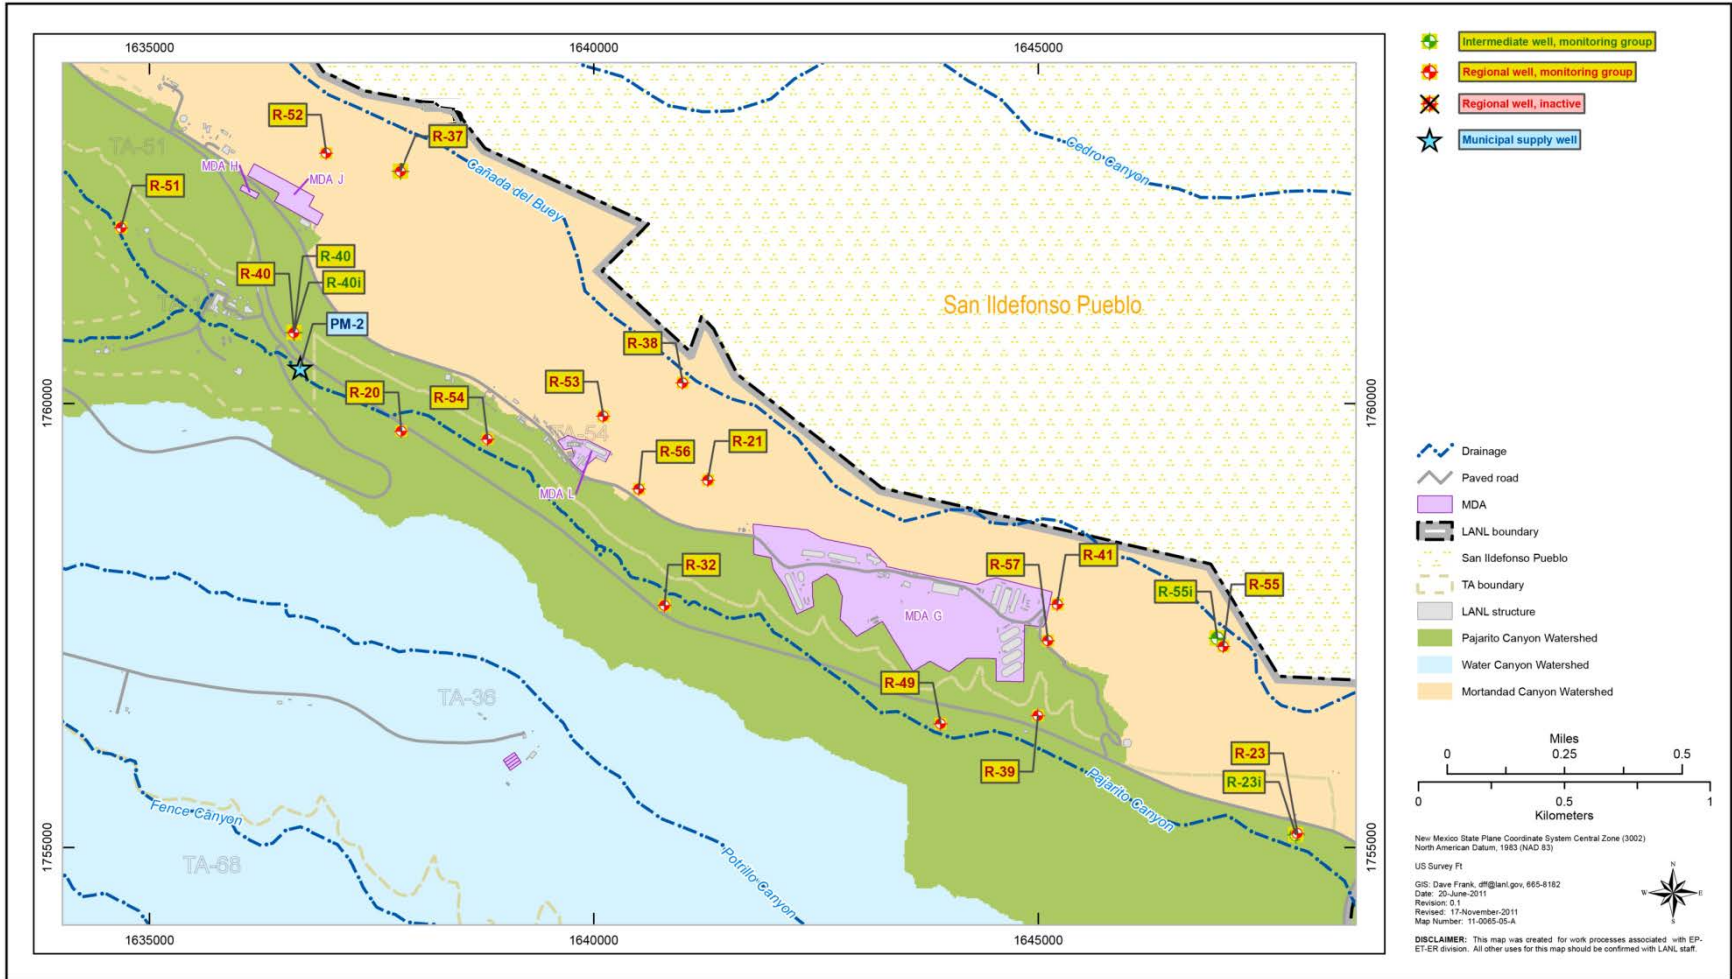 1635000
1640000
1645000
R-52
R-37
TA-51
MDA H
MDA J
R-51
Cañada del Buey
Cedro Canyon
R-40
R-40
R-40i
PM-2
San Ildefonso Pueblo
R-38
R-53
R-20
R-54
TA-54
R-56
R-21
MDA L
1760000
1760000
R-32
R-57
R-41
R-55i
R-55
MDA G
TA-36
R-49
R-39
R-23
R-23i
Pajarito Canyon
Fence Canyon
TA-68
Potrillo Canyon
1755000
1755000
1635000
1640000
1645000
Intermediate well, monitoring group
Regional well, monitoring group
Regional well, inactive
Municipal supply well
Drainage
Paved road
MDA
LANL boundary
San Ildefonso Pueblo
TA boundary
LANL structure
Pajarito Canyon Watershed
Water Canyon Watershed
Mortandad Canyon Watershed
Miles
0 0.25 0.5
0 0.5 1
Kilometers
New Mexico State Plane Coordinate System Central Zone (3002)
North American Datum, 1983 (NAD 83)
US Survey Ft
GIS: Dave Frank, dff@lanl.gov, 665-8182
Date: 20-June-2011
Revision: 0.1
Revised: 17-November-2011
Map Number: 11-0065-05-A
N
W E
S
DISCLAIMER: This map was created for work processes associated with EP-
ET-ER division. All other uses for this map should be confirmed with LANL staff.